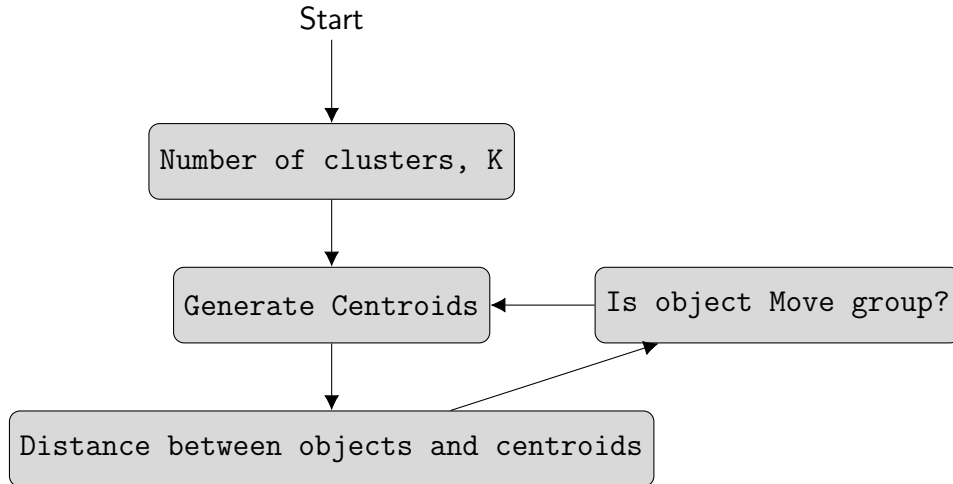 Start
Number of clusters, K
Generate Centroids
Is object Move group?
Distance between objects and centroids